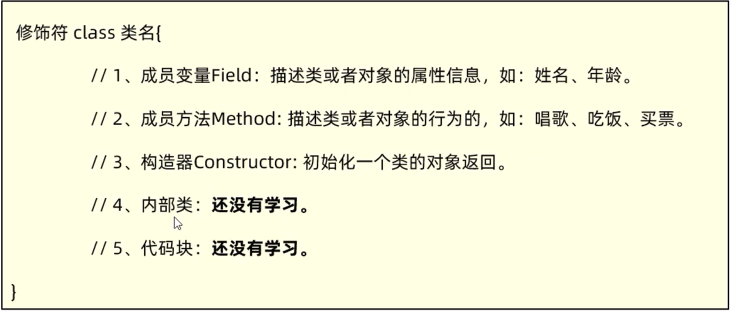 修饰符 class 类名{
// 1、成员变量Field：描述类或者对象的属性信息，如：姓名、年龄。
// 2、成员方法Method: 描述类或者对象的行为的，如：唱歌、吃饭、买票。
// 3、构造器Constructor: 初始化一个类的对象返回。
// 4、内部类：还没有学习。
// 5、代码块：还没有学习。
}